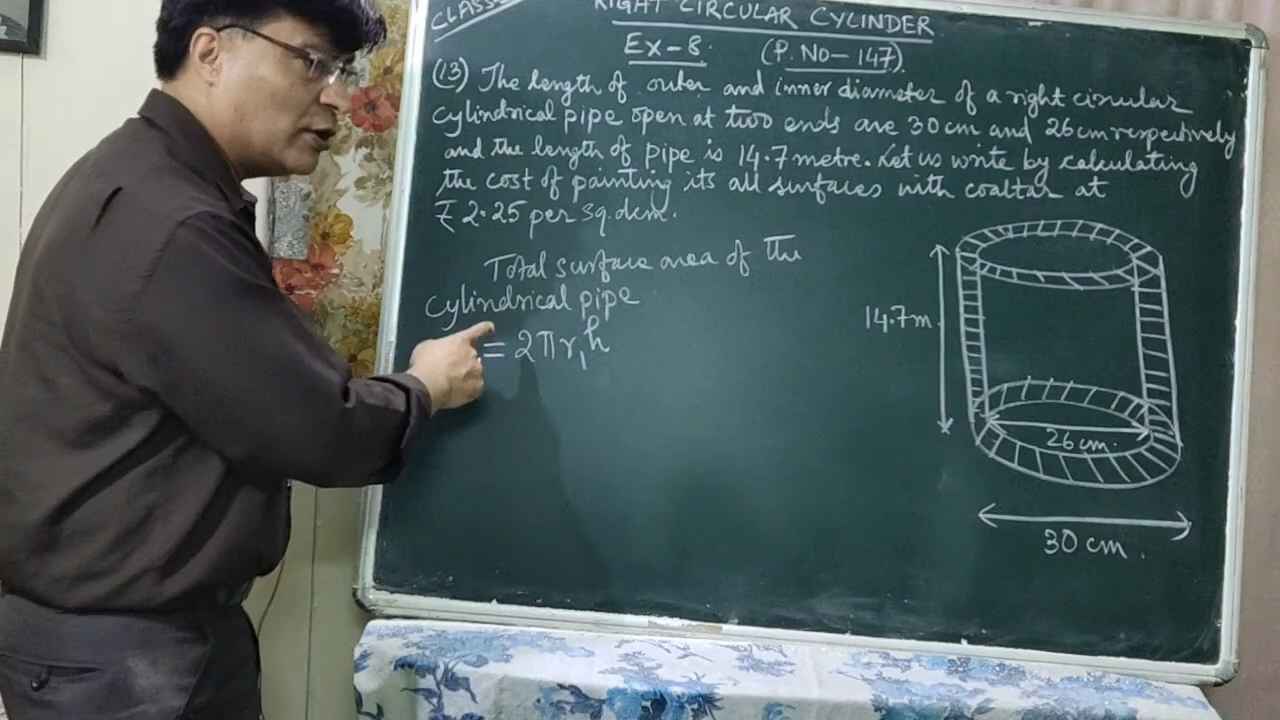 CLASS
RIGHT CIRCULAR CYLINDER
EX-8. (P. NO- 147).
(13) The length of outer and inner diameter of a right circular
cylindrical pipe open at two ends are 30 cm and 26 cm respectively
and the length of pipe is 14.7 metre. Let us write by calculating
the cost of painting its all surfaces with coaltar at
₹ 2.25 per sq.dcm.
Total surface area of the
cylindrical pipe
= 2πr₁h
14.7m.
26 cm.
30 cm.